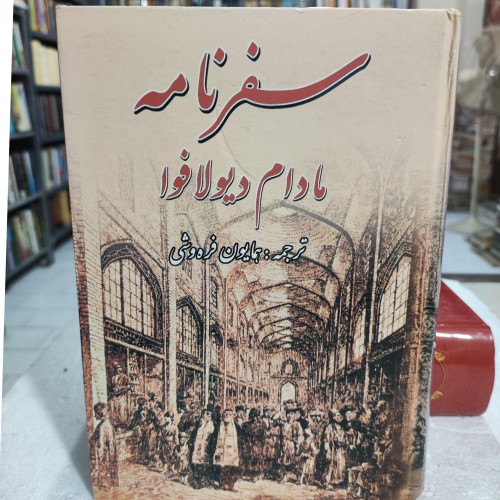 سفرنامه
مادام دیولافوا
ترجمه: همایون فره‌وشی